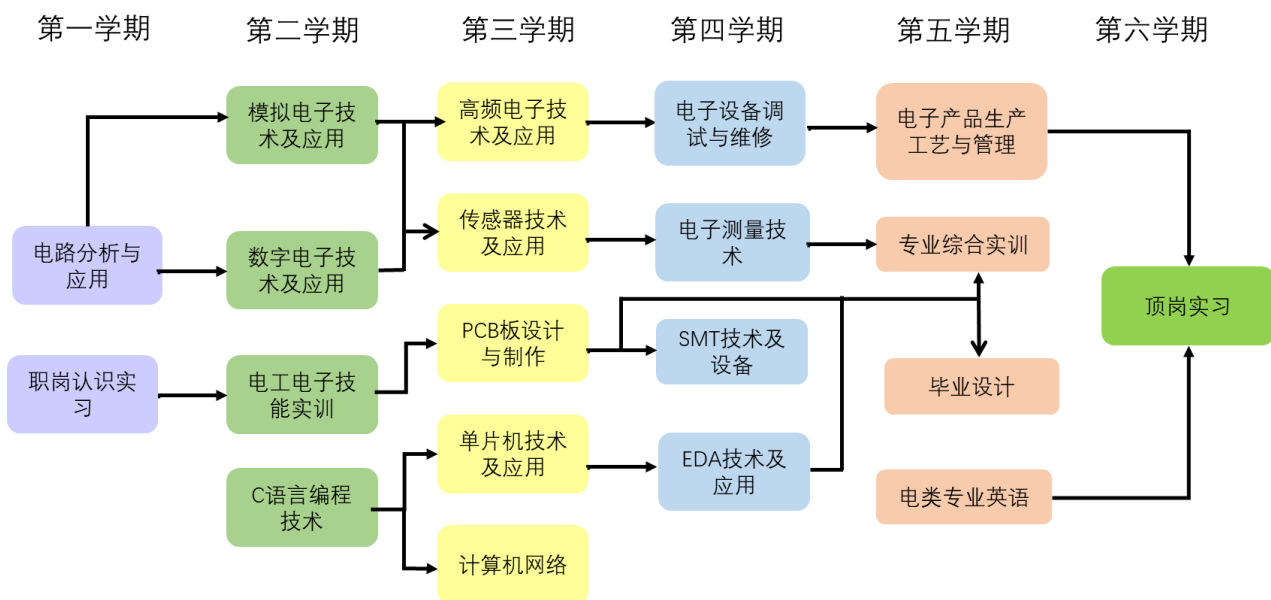 第一学期
第二学期
第三学期
第四学期
第五学期
第六学期
电路分析与
应用
职岗认识实
习
模拟电子技
术及应用
数字电子技
术及应用
电工电子技
能实训
C语言编程
技术
高频电子技
术及应用
传感器技术
及应用
PCB板设计
与制作
单片机技术
及应用
计算机网络
电子设备调
试与维修
电子测量技
术
SMT技术及
设备
EDA技术及
应用
电子产品生产
工艺与管理
专业综合实训
毕业设计
电类专业英语
顶岗实习